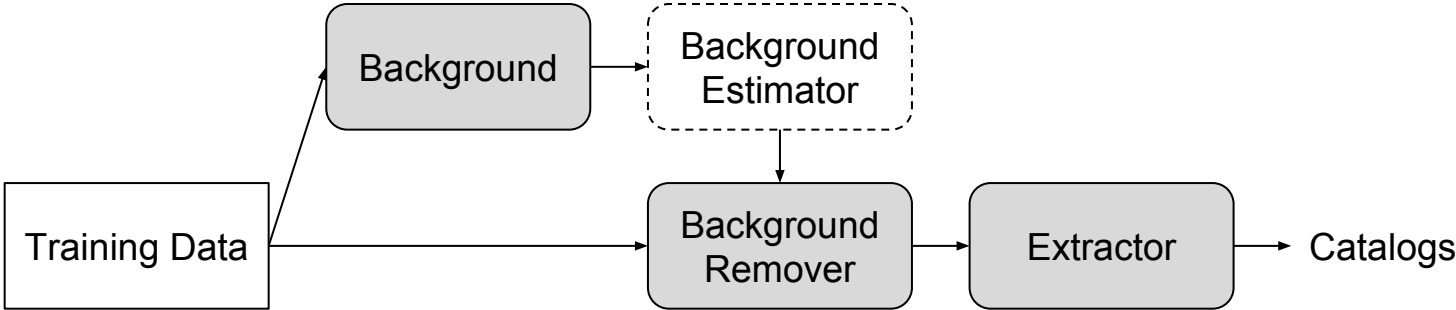 Background
Background
Estimator
Training Data
Background
Remover
Extractor
Catalogs